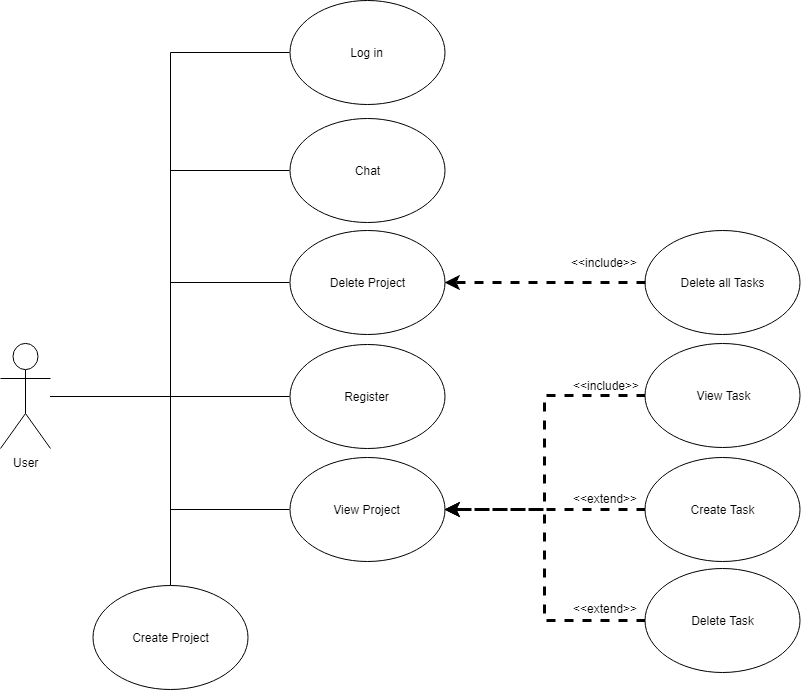 Log in
Chat
Delete Project
<<include>>
Delete all Tasks
Register
<<include>>
View Task
User
View Project
<<extend>>
Create Task
<<extend>>
Delete Task
Create Project